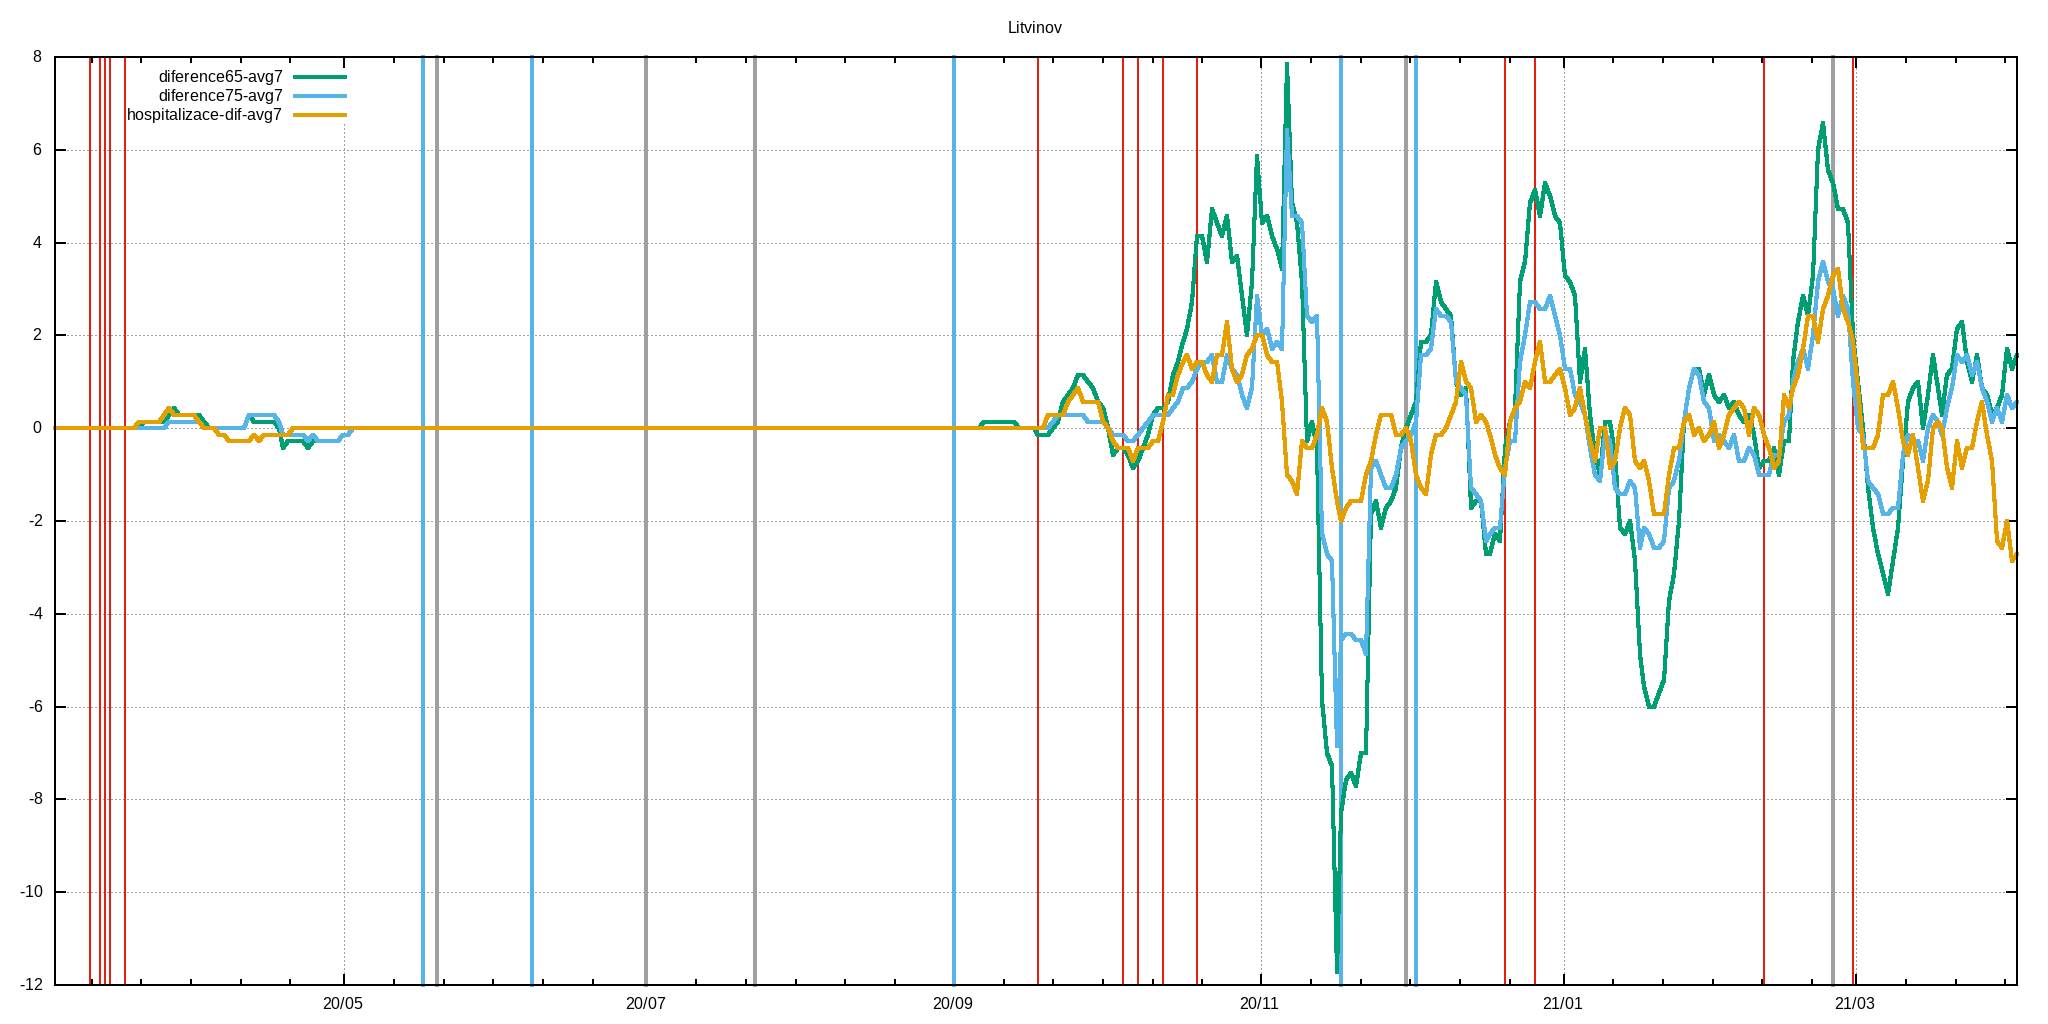 Litvinov
diference65-avg7
diference75-avg7
hospitalizace-dif-avg7
8
6
4
2
0
-2
-4
-6
-8
-10
-12
20/05 20/07 20/09 20/11 21/01 21/03